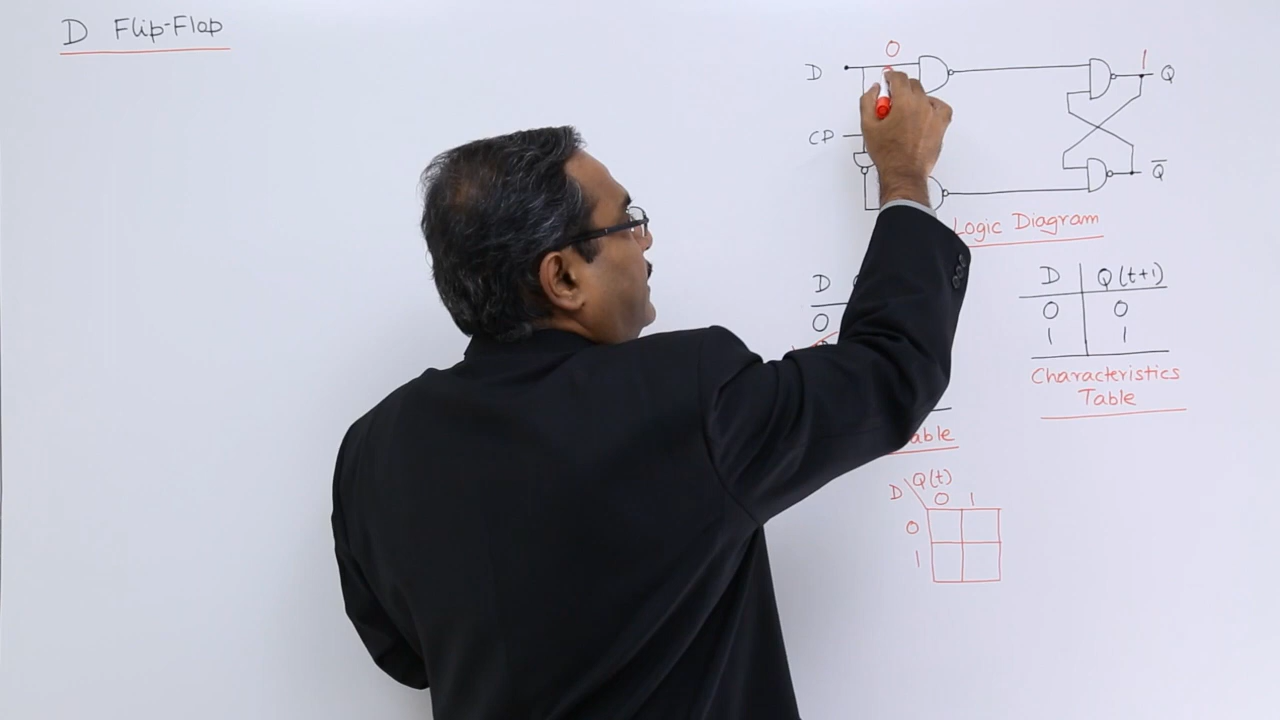 D Flip-Flop
0
1
D
Q
CP
Q̅
Logic Diagram
D
0
D Q(t+1)
0 0
1 1
Characteristics
Table
able
Q(t)
D
0 1
0
1